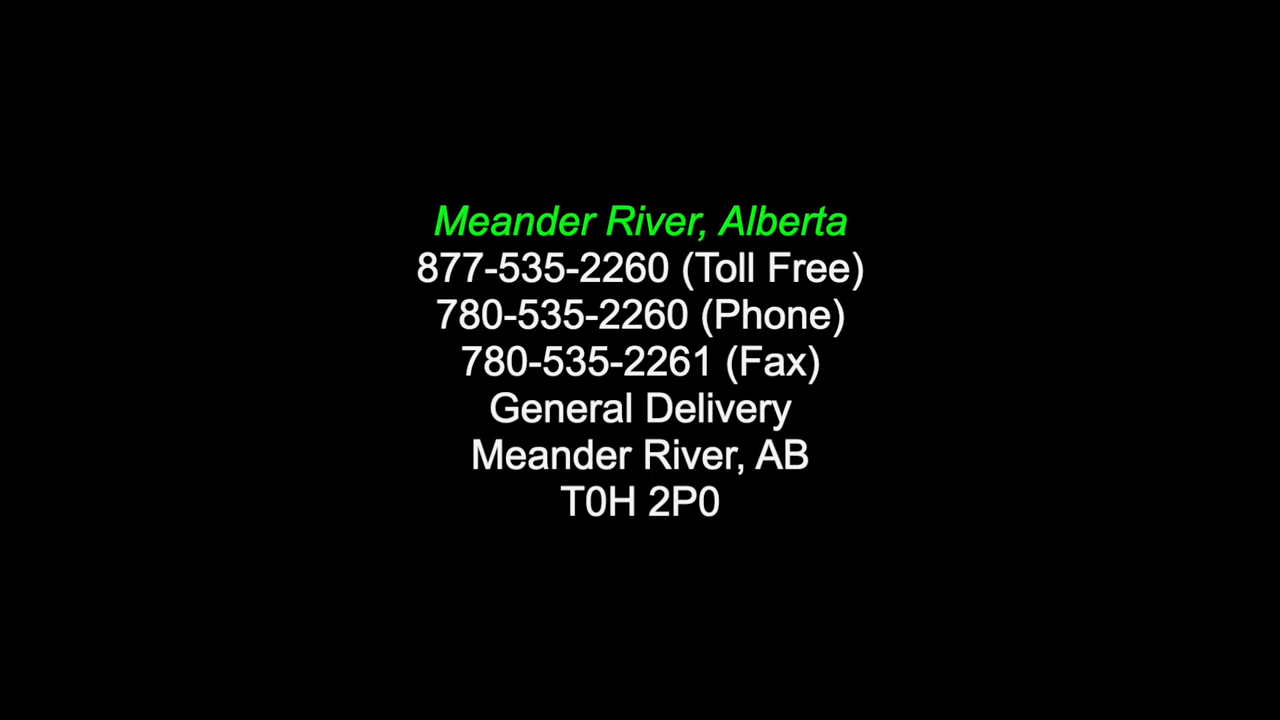 Meander River, Alberta
877-535-2260 (Toll Free)
780-535-2260 (Phone)
780-535-2261 (Fax)
General Delivery
Meander River, AB
T0H 2P0